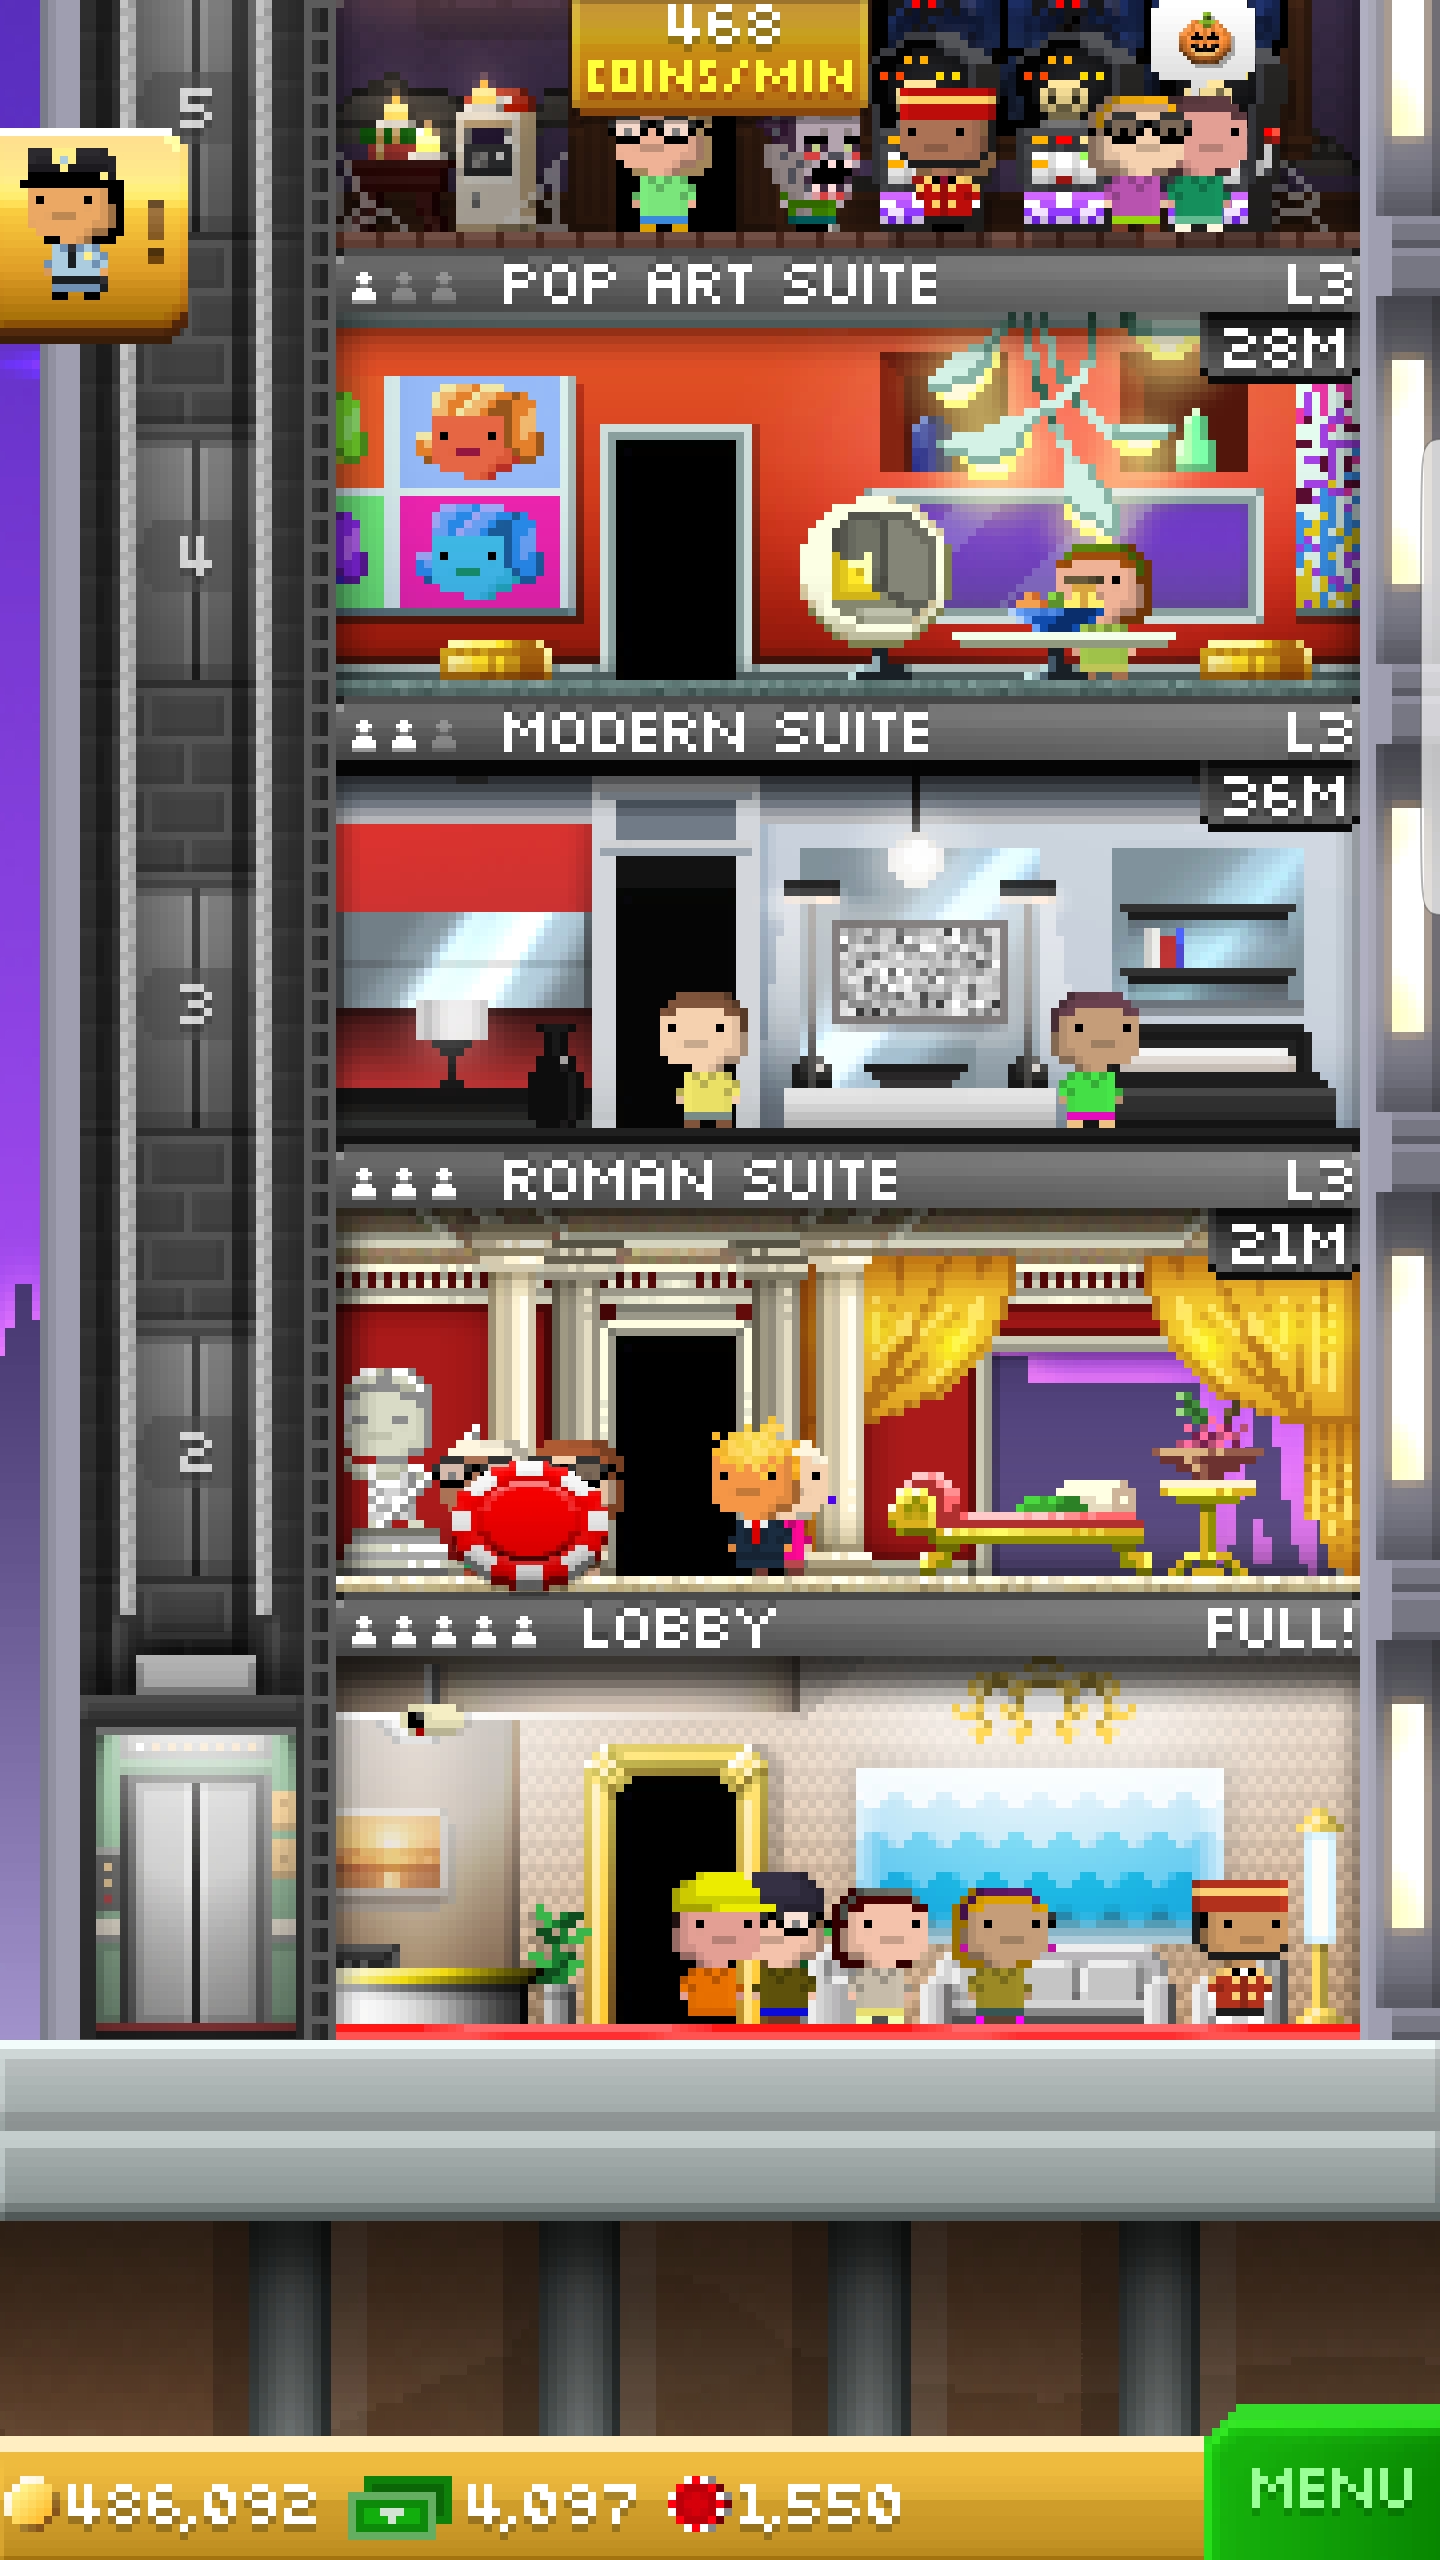 468
COINS/MIN
5
!
POP ART SUITE L3
28M
4
MODERN SUITE L3
36M
3
ROMAN SUITE L3
21M
2
LOBBY FULL!
486,092 4,097 1,550
MENU